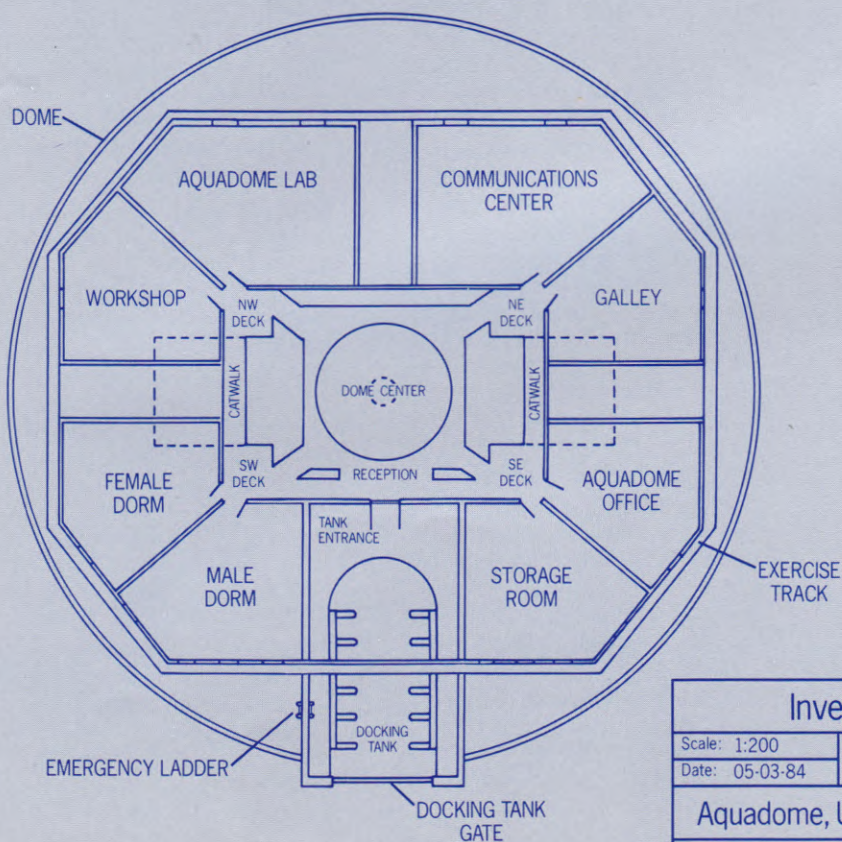 DOME
AQUADOME LAB
COMMUNICATIONS
CENTER
WORKSHOP
NW
DECK
NE
DECK
GALLEY
CATWALK
DOME CENTER
CATWALK
FEMALE
DORM
SW
DECK
RECEPTION
SE
DECK
AQUADOME
OFFICE
TANK
ENTRANCE
MALE
DORM
STORAGE
ROOM
EXERCISE
TRACK
DOCKING
TANK
EMERGENCY LADDER
DOCKING TANK
GATE
Inve
Scale: 1:200
Date: 05-03-84
Aquadome, U